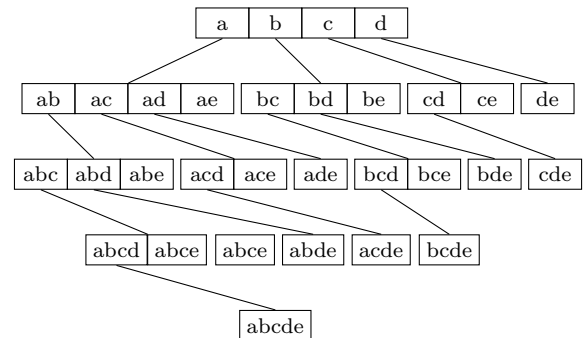 a b c d
ab ac ad ae bc bd be cd ce de
abc abd abe acd ace ade bcd bce bde cde
abcd abce abce abde acde bcde
abcde